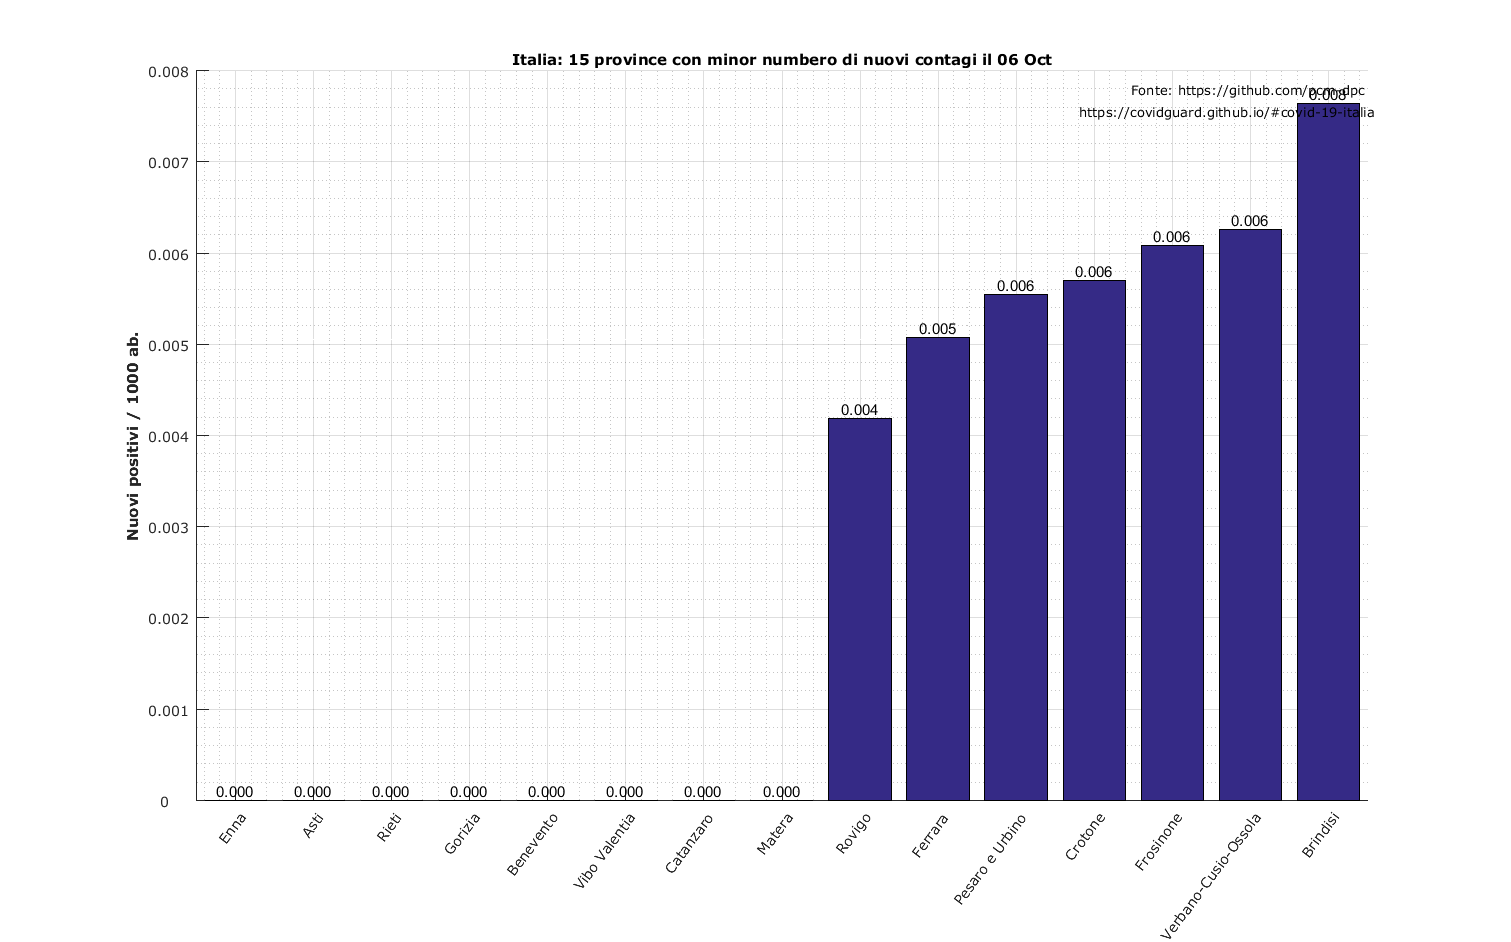 Italia: 15 province con minor numbero di nuovi contagi il 06 Oct
Fonte: https://github.com/pcm-dpc
https://covidguard.github.io/#covid-19-italia
Nuovi positivi / 1000 ab.
0.008
0.007
0.006
0.005
0.004
0.003
0.002
0.001
0
0.000
0.000
0.000
0.000
0.000
0.000
0.000
0.000
0.004
0.005
0.006
0.006
0.006
0.006
0.008
Enna
Asti
Rieti
Gorizia
Benevento
Vibo Valentia
Catanzaro
Matera
Rovigo
Ferrara
Pesaro e Urbino
Crotone
Frosinone
Verbano-Cusio-Ossola
Brindisi